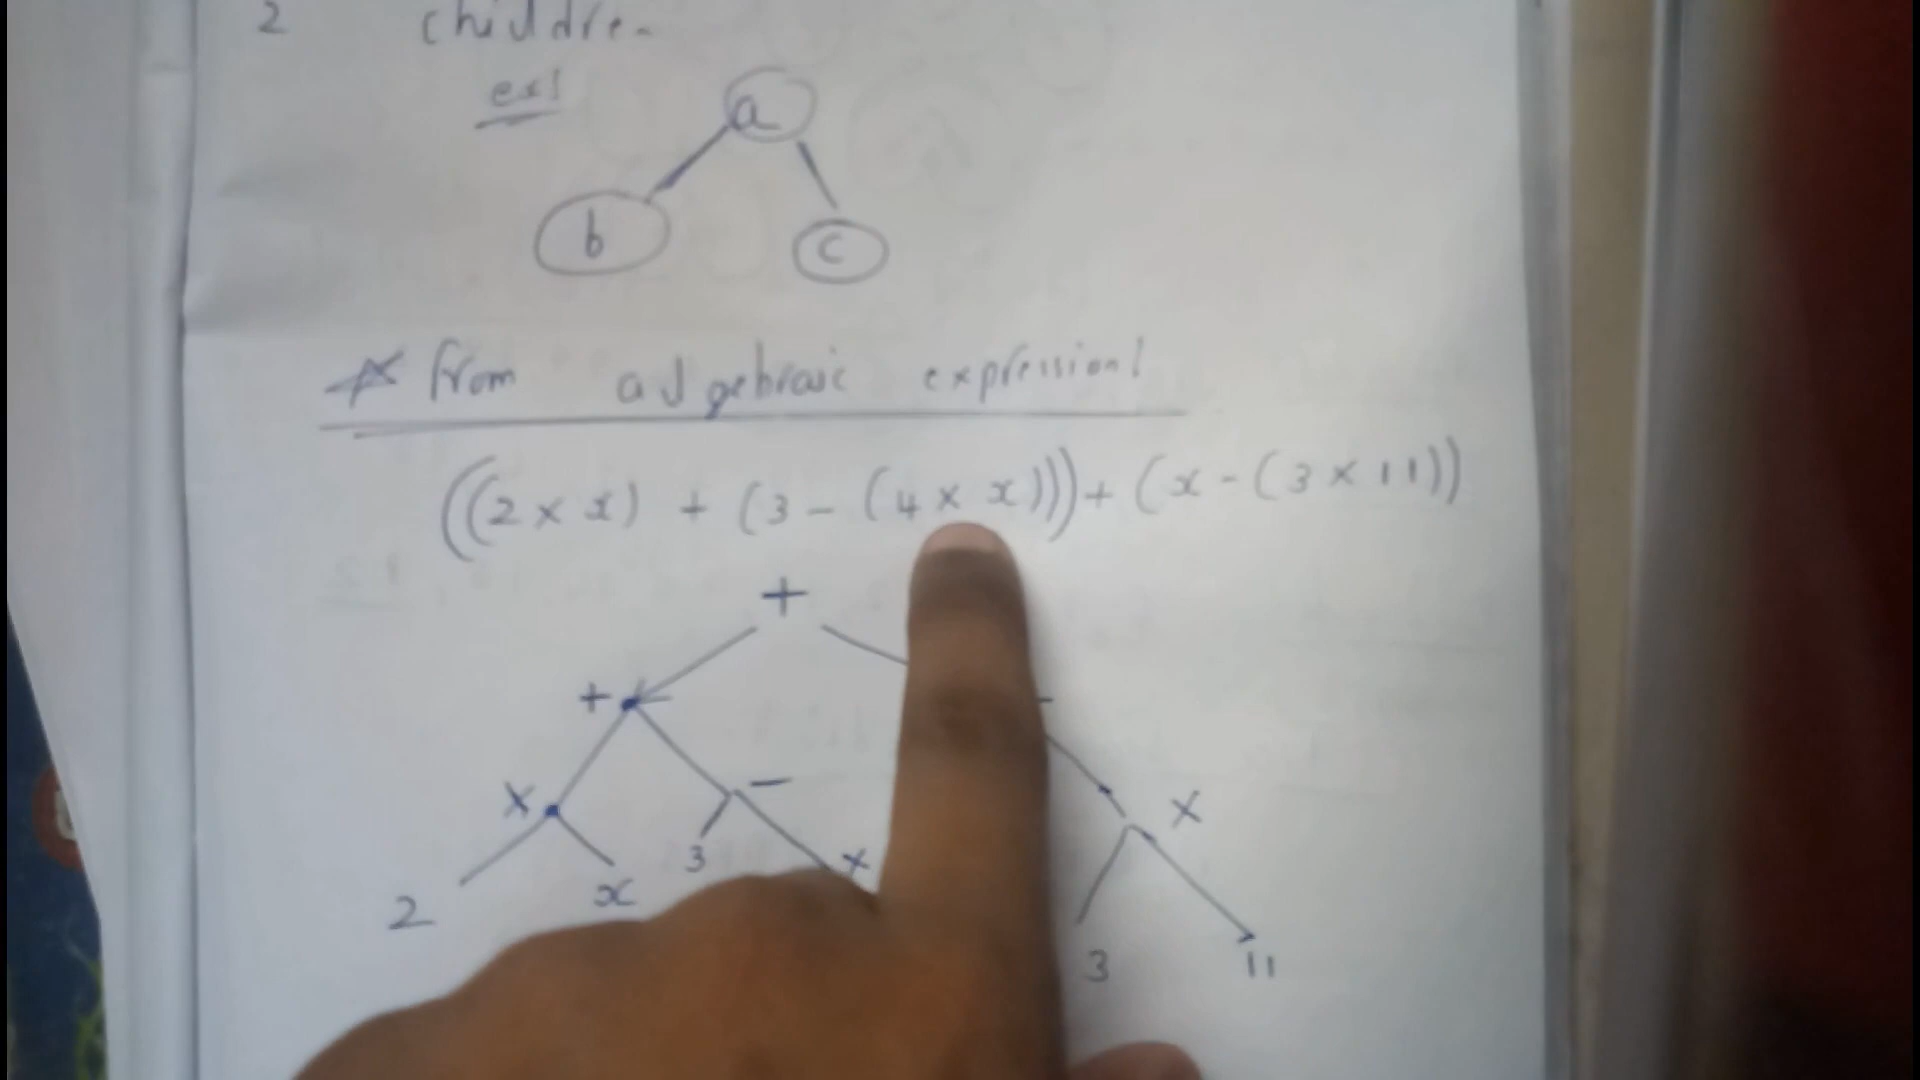 2 children
ex!
a
b c
* from algebraic expression!
((2 × x) + (3 - (4 × x))) + (x - (3 × 11))
+
+ -
× - ×
3 ×
2 x
3 11